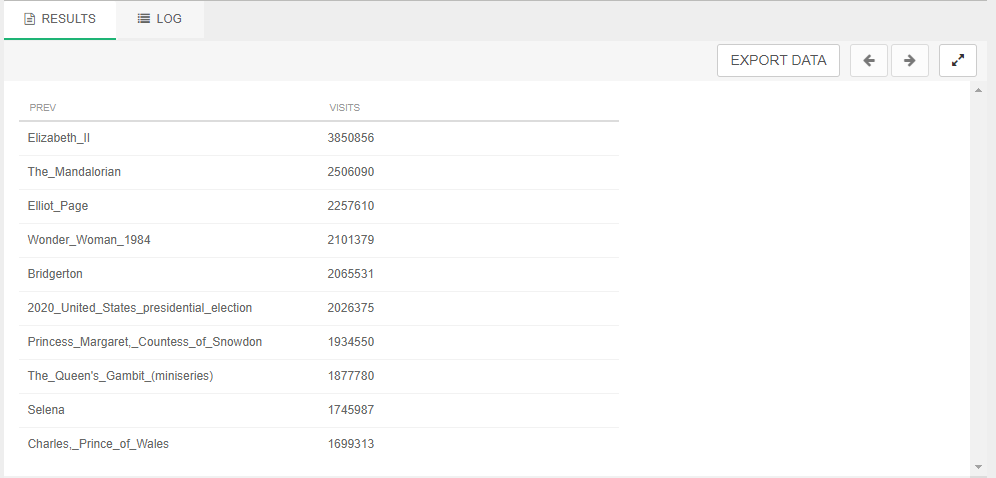 RESULTS LOG
EXPORT DATA
PREV VISITS
Elizabeth_II 3850856
The_Mandalorian 2506090
Elliot_Page 2257610
Wonder_Woman_1984 2101379
Bridgerton 2065531
2020_United_States_presidential_election 2026375
Princess_Margaret,_Countess_of_Snowdon 1934550
The_Queen's_Gambit_(miniseries) 1877780
Selena 1745987
Charles,_Prince_of_Wales 1699313